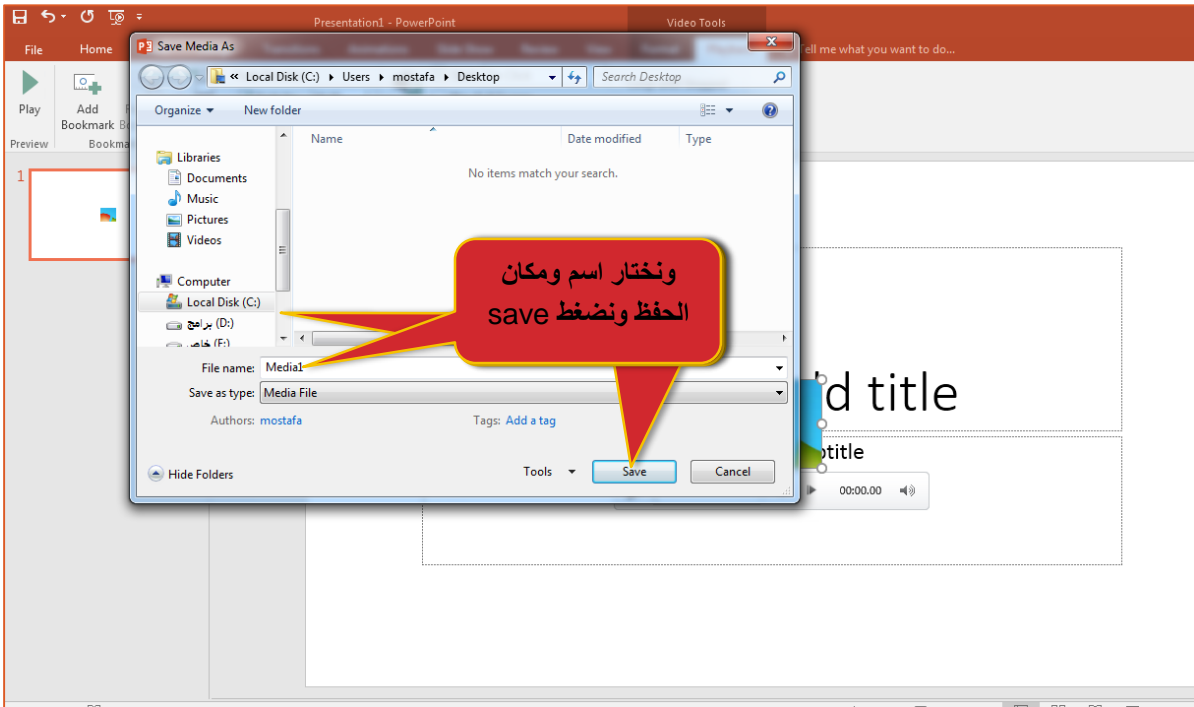 Presentation1 - PowerPoint
Video Tools
File
Home
Tell me what you want to do...
Play
Add
Bookmark
Preview
Bookma
1
Save Media As
« Local Disk (C:) ▸ Users ▸ mostafa ▸ Desktop
Search Desktop
Organize
New folder
Name
Date modified
Type
No items match your search.
Libraries
Documents
Music
Pictures
Videos
Computer
Local Disk (C:)
برامج (D:)
خاص (E:)
ونختار اسم ومكان
الحفظ ونضغط save
File name: Media1
Save as type: Media File
Authors: mostafa
Tags: Add a tag
Hide Folders
Tools
Save
Cancel
d title
title
00:00.00